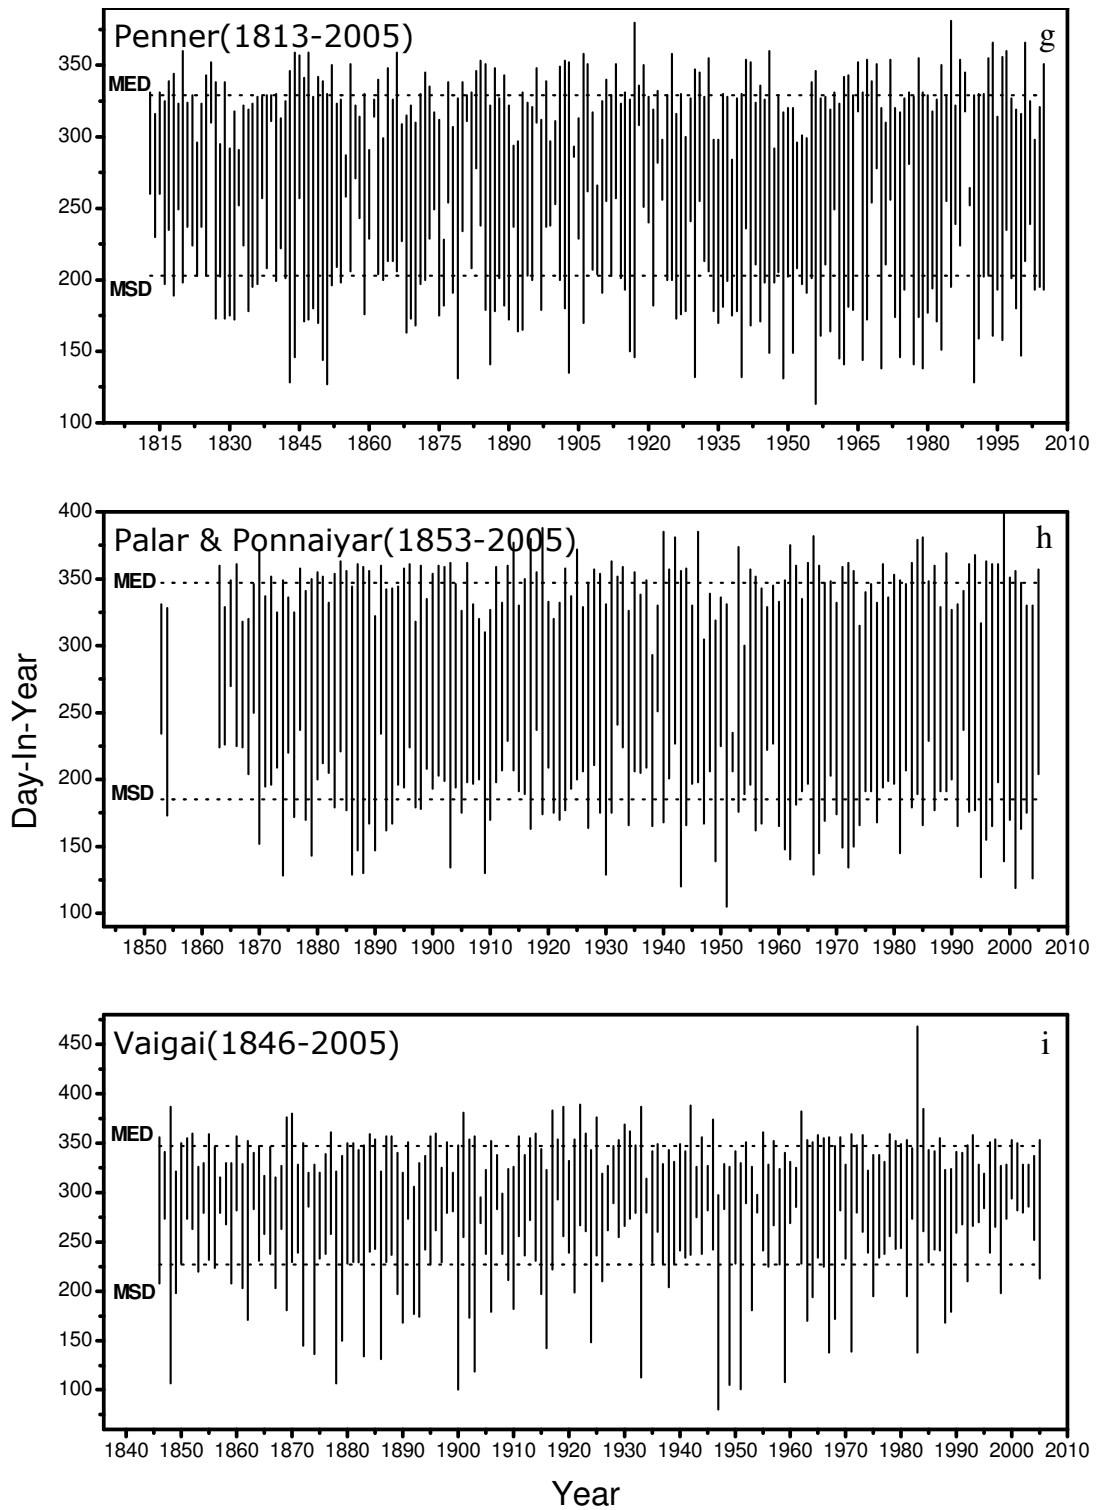 Penner(1813-2005)
g
350
MED
300
250
200
MSD
150
100
1815 1830 1845 1860 1875 1890 1905 1920 1935 1950 1965 1980 1995 2010
400
Palar & Ponnaiyar(1853-2005)
h
350
MED
300
250
200
MSD
150
100
1850 1860 1870 1880 1890 1900 1910 1920 1930 1940 1950 1960 1970 1980 1990 2000 2010
Day-In-Year
Vaigai(1846-2005)
i
450
400
350
MED
300
250
200
MSD
150
100
1840 1850 1860 1870 1880 1890 1900 1910 1920 1930 1940 1950 1960 1970 1980 1990 2000 2010
Year